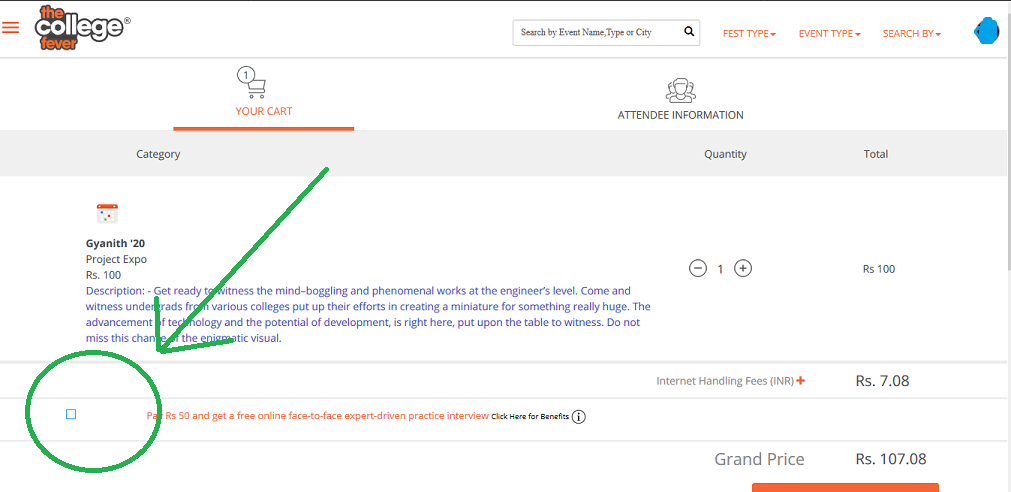 the
college®
fever
Search by Event Name,Type or City
FEST TYPE
EVENT TYPE
SEARCH BY
1
YOUR CART
ATTENDEE INFORMATION
Category
Quantity
Total
Gyanith '20
Project Expo
Rs. 100
1
Rs 100
Description: - Get ready to witness the mind–boggling and phenomenal works at the engineer's level. Come and
witness undergrads from various colleges put up their efforts in creating a miniature for something really huge. The
advancement of technology and the potential of development, is right here, put upon the table to witness. Do not
miss this chance of the enigmatic visual.
Internet Handling Fees (INR)
Rs. 7.08
Pay Rs 50 and get a free online face-to-face expert-driven practice interview Click Here for Benefits i
Grand Price
Rs. 107.08